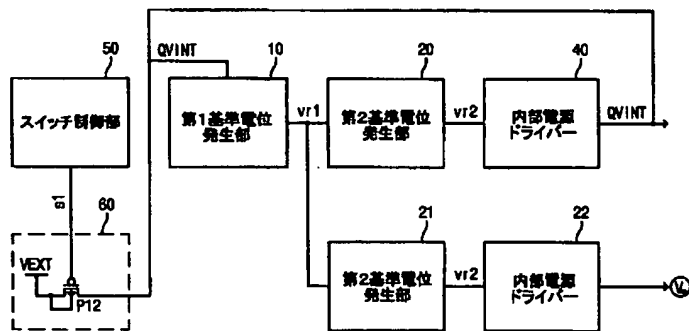 50
スイッチ制御部
QVINT
10
第1基準電位
発生部
vr1
20
第2基準電位
発生部
vr2
40
内部電源
ドライバー
QVINT
s1
60
VEXT
P12
21
第2基準電位
発生部
vr2
22
内部電源
ドライバー